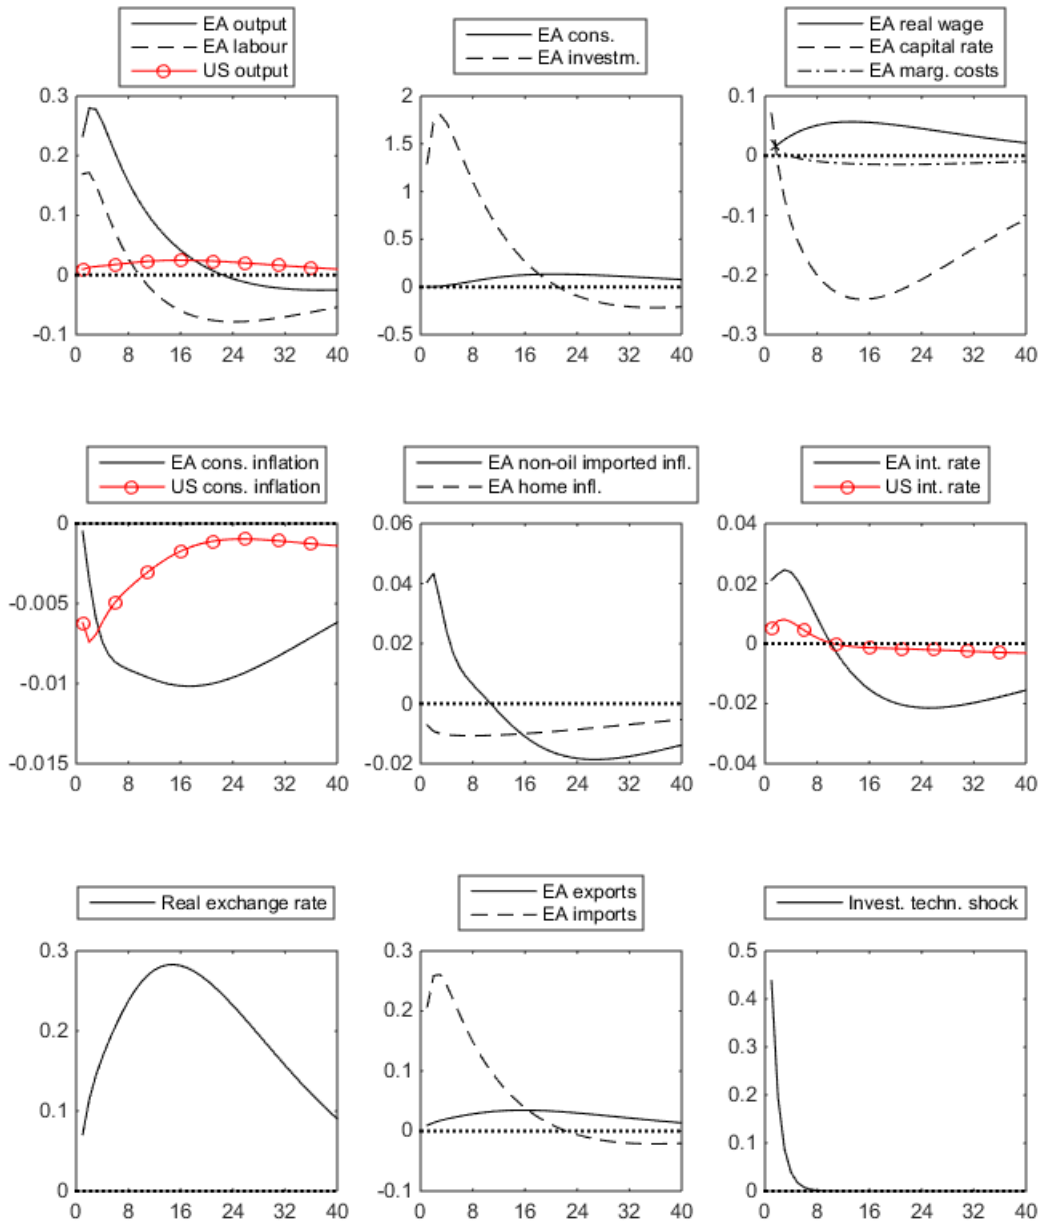 EA output
EA labour
US output
EA cons.
EA investm.
EA real wage
EA capital rate
EA marg. costs
0.3
0.2
0.1
0
-0.1
0 8 16 24 32 40
2
1.5
1
0.5
0
-0.5
0 8 16 24 32 40
0.1
0
-0.1
-0.2
-0.3
0 8 16 24 32 40
EA cons. inflation
US cons. inflation
EA non-oil imported infl.
EA home infl.
EA int. rate
US int. rate
0
-0.005
-0.01
-0.015
0 8 16 24 32 40
0.06
0.04
0.02
0
-0.02
0 8 16 24 32 40
0.04
0.02
0
-0.02
-0.04
0 8 16 24 32 40
Real exchange rate
EA exports
EA imports
Invest. techn. shock
0.3
0.2
0.1
0
0 8 16 24 32 40
0.3
0.2
0.1
0
-0.1
0 8 16 24 32 40
0.5
0.4
0.3
0.2
0.1
0
0 8 16 24 32 40